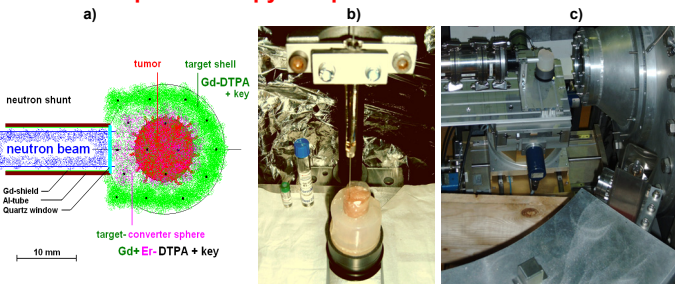 a)
b)
c)
tumor
target shell
Gd-DTPA
+ key
neutron shunt
neutron beam
Gd-shield
Al-tube
Quartz window
target-converter sphere
Gd+Er-DTPA + key
10 mm